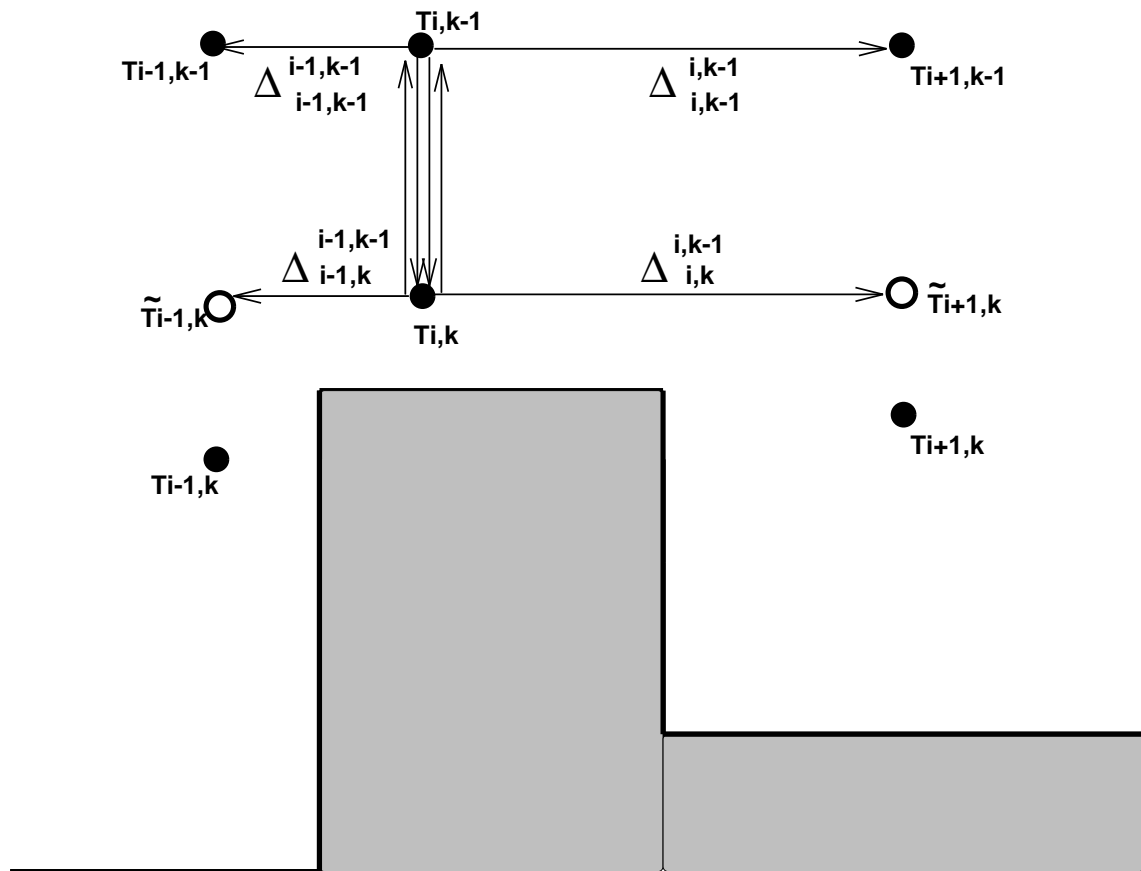 Ti,k-1
Ti-1,k-1
Δ i-1,k-1
i-1,k-1
Δ i,k-1
i,k-1
Ti+1,k-1
Δ i-1,k-1
i-1,k
Δ i,k-1
i,k
T̃i-1,k
Ti,k
T̃i+1,k
Ti-1,k
Ti+1,k